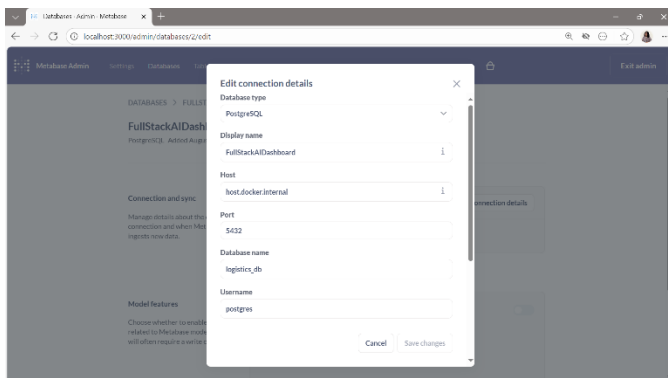 Databases · Admin · Metabase
localhost:3000/admin/databases/2/edit
Metabase Admin Settings Databases Exit admin
DATABASES > FULLST
Edit connection details
Database type
PostgreSQL
FullStackAIDashl
PostgreSQL Added Augu
Display name
FullStackAIDashboard
Host
host.docker.internal
Connection and sync
connection details
Manage details about the
connection and when Met
ingests new data.
Port
5432
Database name
logistics_db
Username
postgres
Model features
Choose whether to enable
related to Metabase mode
will often require a write c
Cancel Save changes